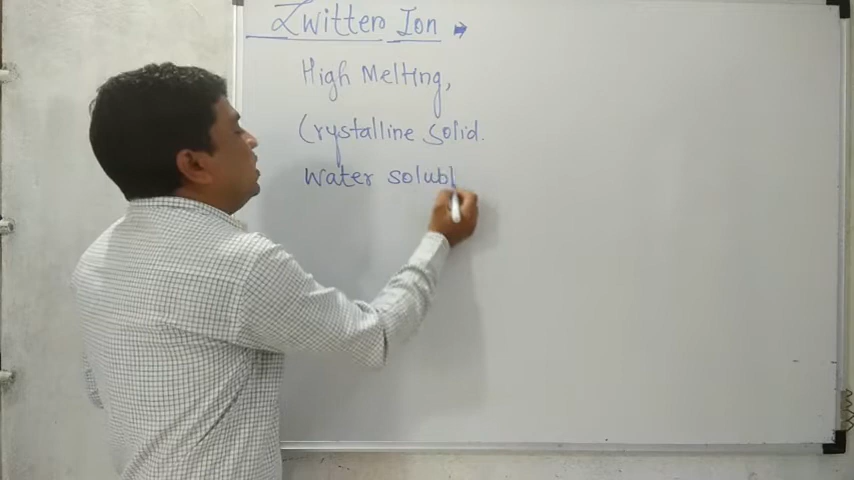 Zwitter Ion →
High Melting,
Crystalline solid.
Water solubl